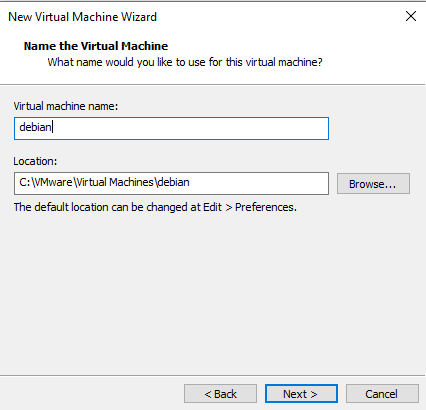 New Virtual Machine Wizard
Name the Virtual Machine
What name would you like to use for this virtual machine?
Virtual machine name:
debian
Location:
C:\VMware\Virtual Machines\debian
Browse...
The default location can be changed at Edit > Preferences.
< Back
Next >
Cancel